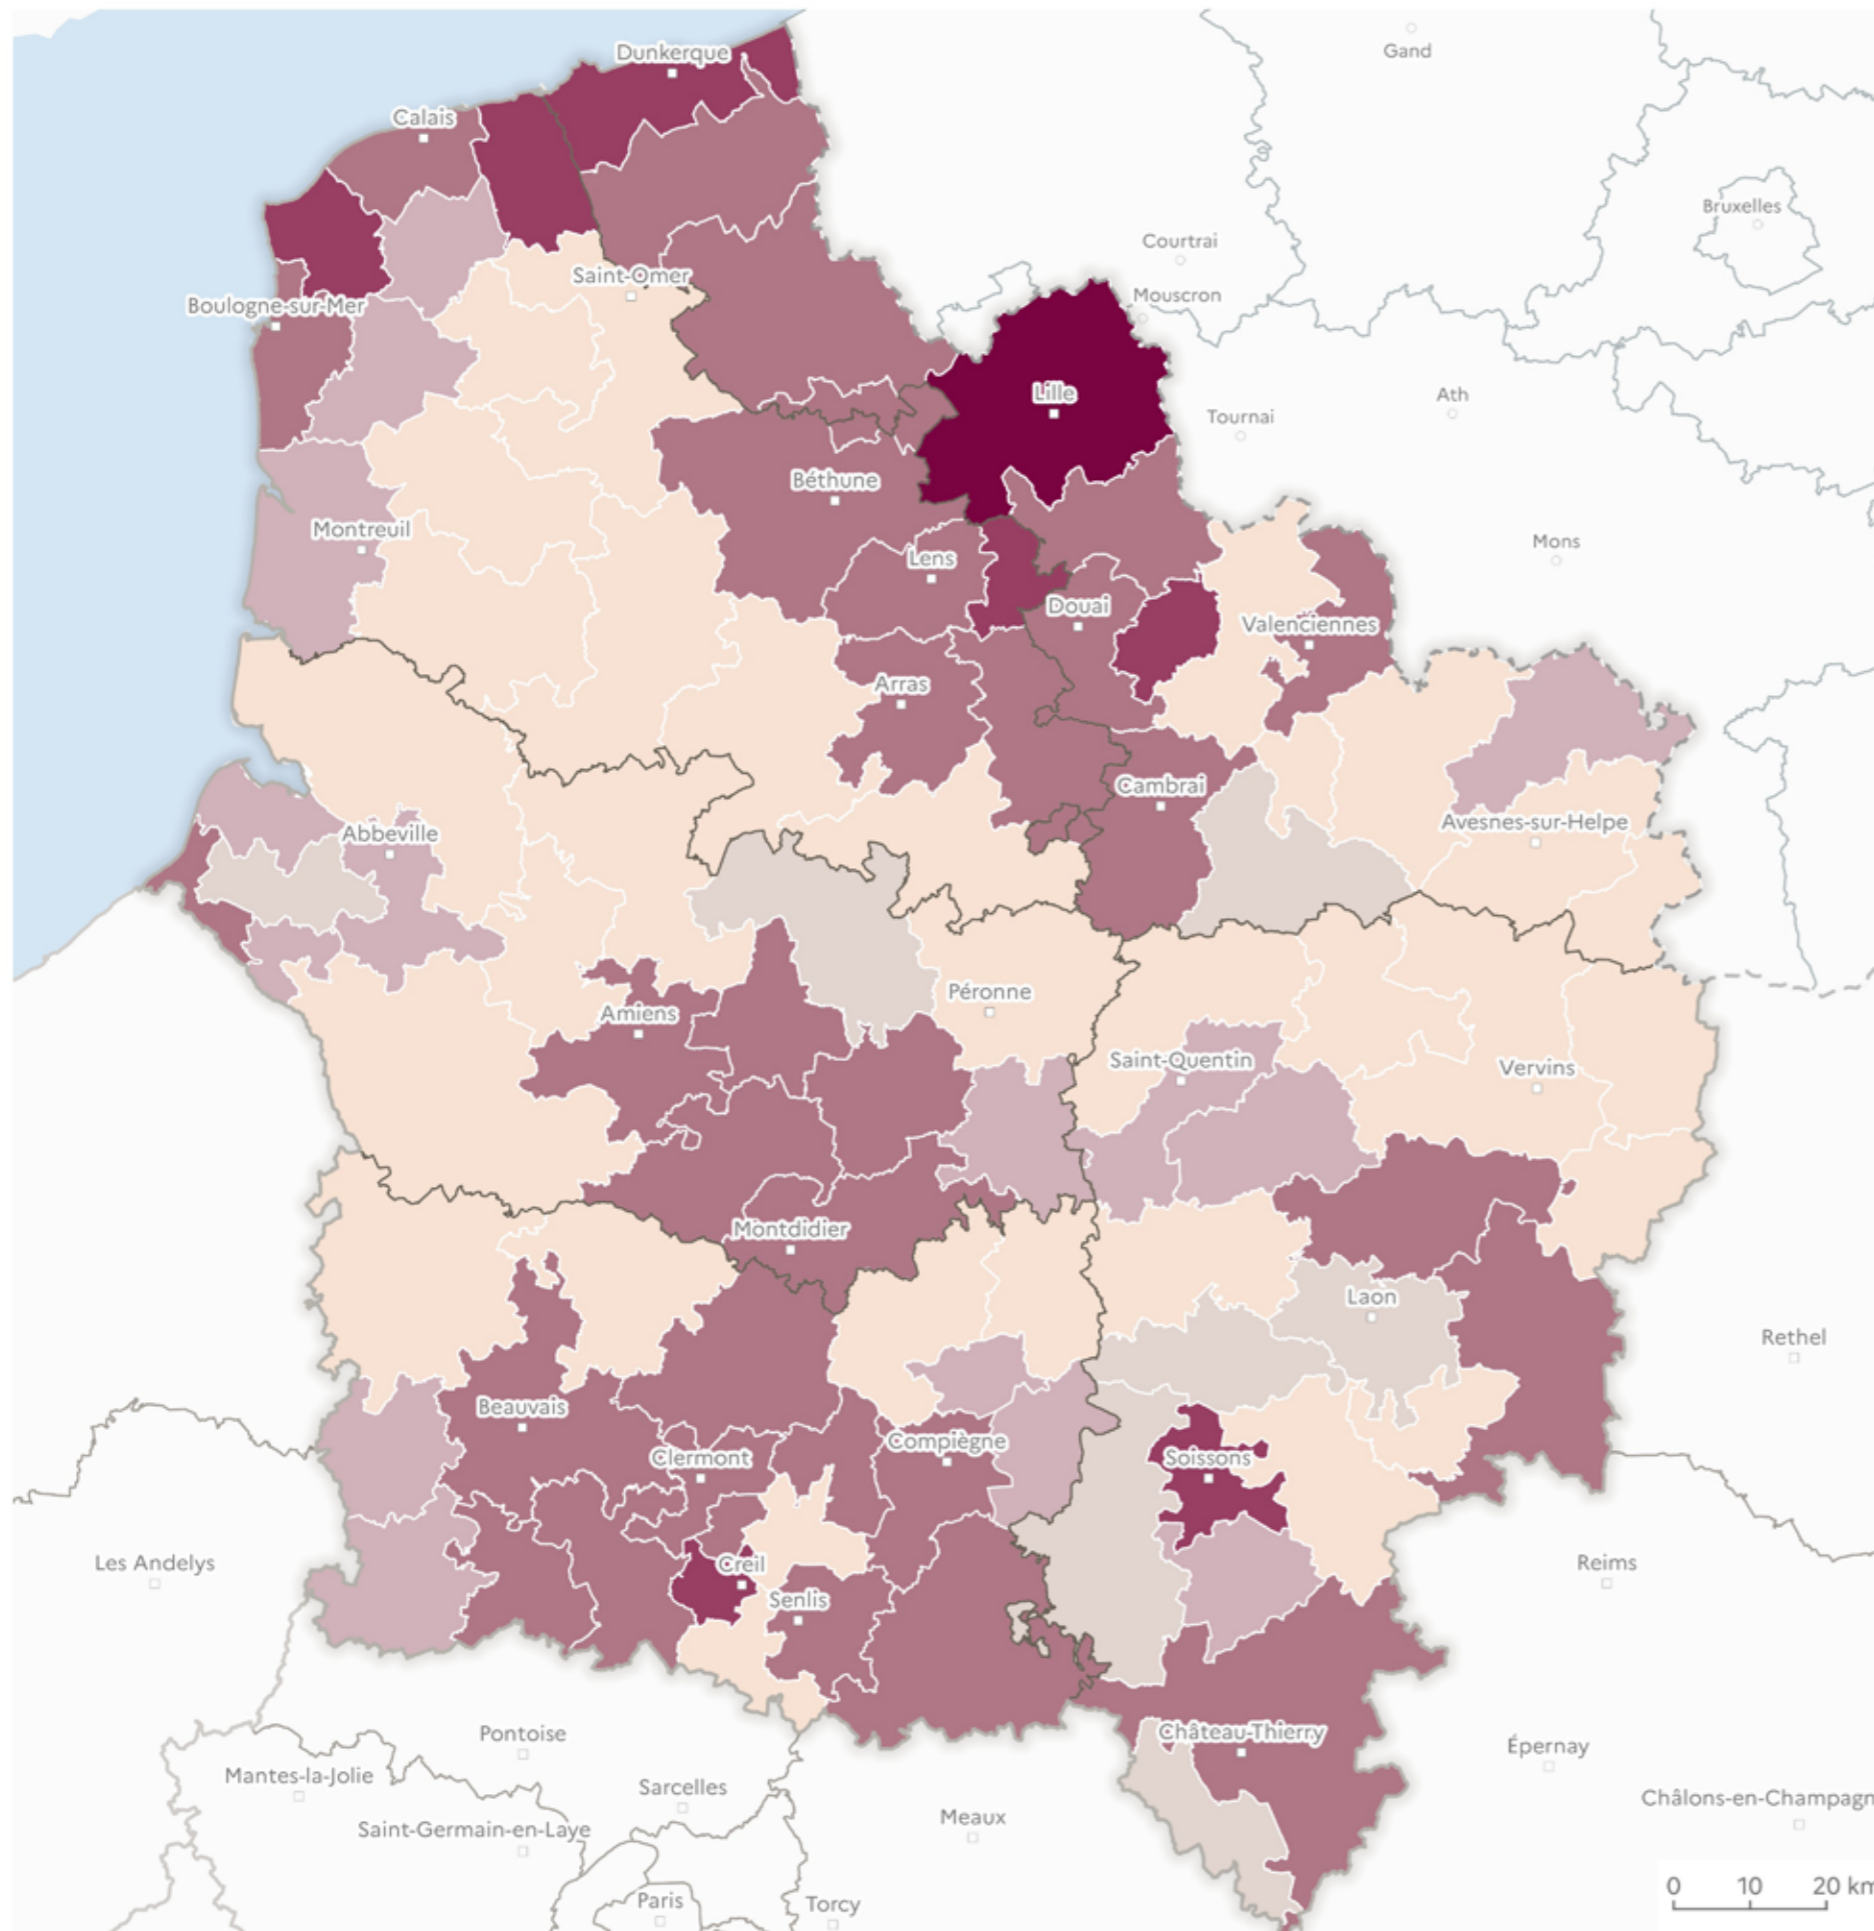 Gand
Dunkerque
Calais
Bruxelles
Courtrai
Saint-Omer
Mouscron
Boulogne-sur-Mer
Lille
Ath
Tournai
Béthune
Montreuil
Mons
Lens
Douai
Valenciennes
Arras
Cambrai
Avesnes-sur-Helpe
Abbeville
Péronne
Amiens
Saint-Quentin
Vervins
Montdidier
Laon
Rethel
Beauvais
Compiègne
Clermont
Soissons
Les Andelys
Creil
Reims
Senlis
Pontoise
Château-Thierry
Épernay
Mantes-la-Jolie
Sarcelles
Châlons-en-Champagn
Meaux
Saint-Germain-en-Laye
0 10 20 km
Paris
Torcy